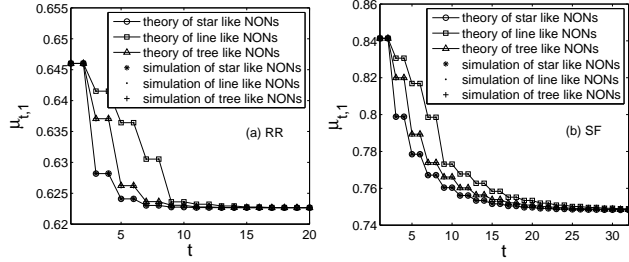 0.655
0.65
0.645
0.64
0.635
0.63
0.625
0.62
μt,1
theory of star like NONs
theory of line like NONs
theory of tree like NONs
simulation of star like NONs
simulation of line like NONs
simulation of tree like NONs
(a) RR
5
10
15
20
t
0.86
0.84
0.82
0.8
0.78
0.76
0.74
μt,1
theory of star like NONs
theory of line like NONs
theory of tree like NONs
simulation of star like NONs
simulation of line like NONs
simulation of tree like NONs
(b) SF
5
10
15
20
25
30
t